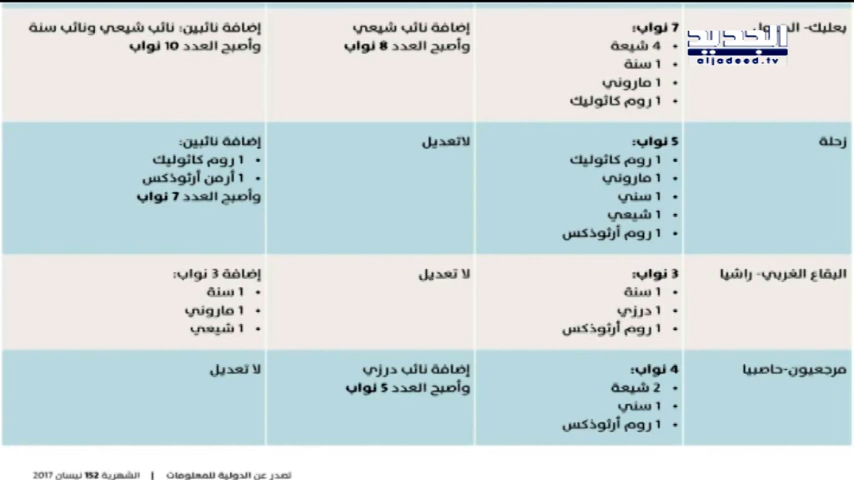 الجديد
aljadeed.tv
بعلبك-
7 نواب:
• 4 شيعة
• 1 سنة
• 1 ماروني
• 1 روم كاثوليك
إضافة نائب شيعي
وأصبح العدد 8 نواب
إضافة نائبين: نائب شيعي ونائب سنة
وأصبح العدد 10 نواب
زحلة
5 نواب:
• 1 روم كاثوليك
• 1 ماروني
• 1 سني
• 1 شيعي
• 1 روم أرثوذكس
لاتعديل
إضافة نائبين:
• 1 روم كاثوليك
• 1 أرمن أرثوذكس
وأصبح العدد 7 نواب
البقاع الغربي- راشيا
3 نواب:
• 1 سنة
• 1 درزي
• 1 روم أرثوذكس
لا تعديل
إضافة 3 نواب:
• 1 سنة
• 1 ماروني
• 1 شيعي
مرجعيون-حاصبيا
4 نواب:
• 2 شيعة
• 1 سني
• 1 روم أرثوذكس
إضافة نائب درزي
وأصبح العدد 5 نواب
لا تعديل
تصدر عن الدولية للمعلومات | الشهرية 152 نيسان 2017